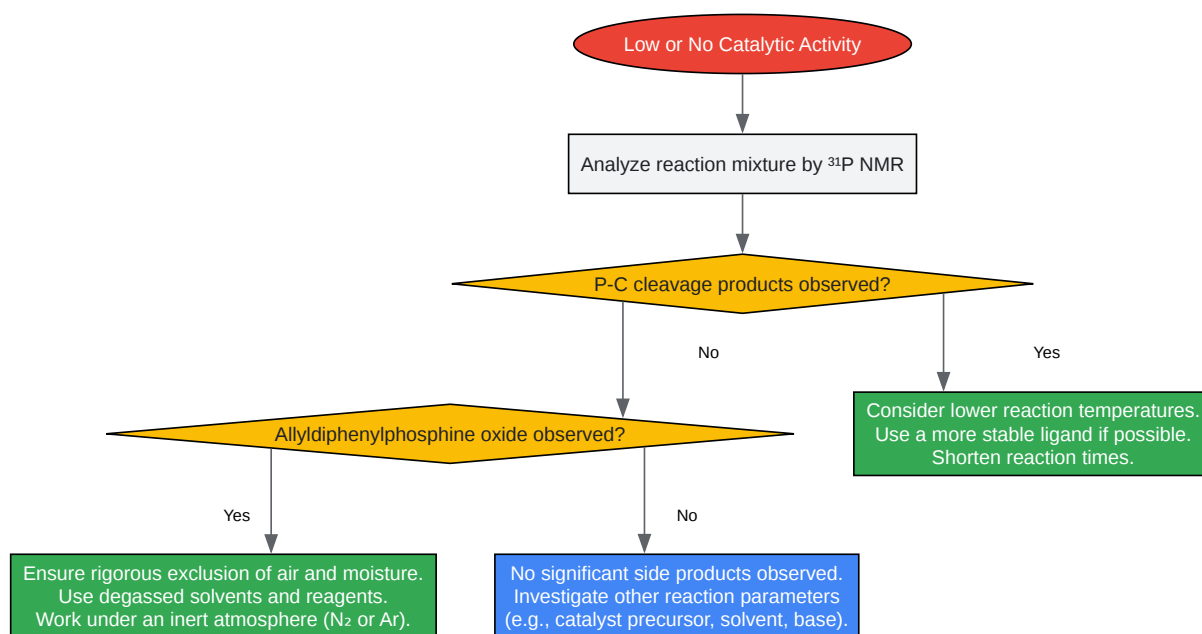 Low or No Catalytic Activity
Analyze reaction mixture by ³¹P NMR
P-C cleavage products observed?
No
Yes
Allyldiphenylphosphine oxide observed?
Consider lower reaction temperatures.
Use a more stable ligand if possible.
Shorten reaction times.
Yes
No
Ensure rigorous exclusion of air and moisture.
Use degassed solvents and reagents.
Work under an inert atmosphere (N₂ or Ar).
No significant side products observed.
Investigate other reaction parameters
(e.g., catalyst precursor, solvent, base).